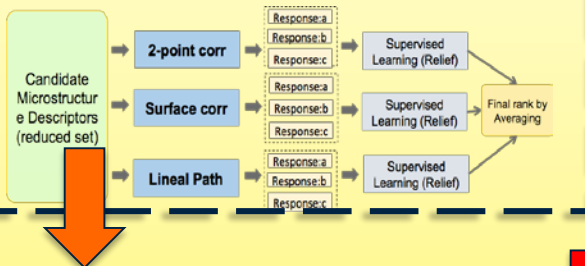 Candidate
Microstructur
e Descriptors
(reduced set)
2-point corr
Response:a
Response:b
Response:c
Supervised
Learning (Relief)
Surface corr
Response:a
Response:b
Response:c
Supervised
Learning (Relief)
Final rank by
Averaging
Lineal Path
Response:a
Response:b
Response:c
Supervised
Learning (Relief)